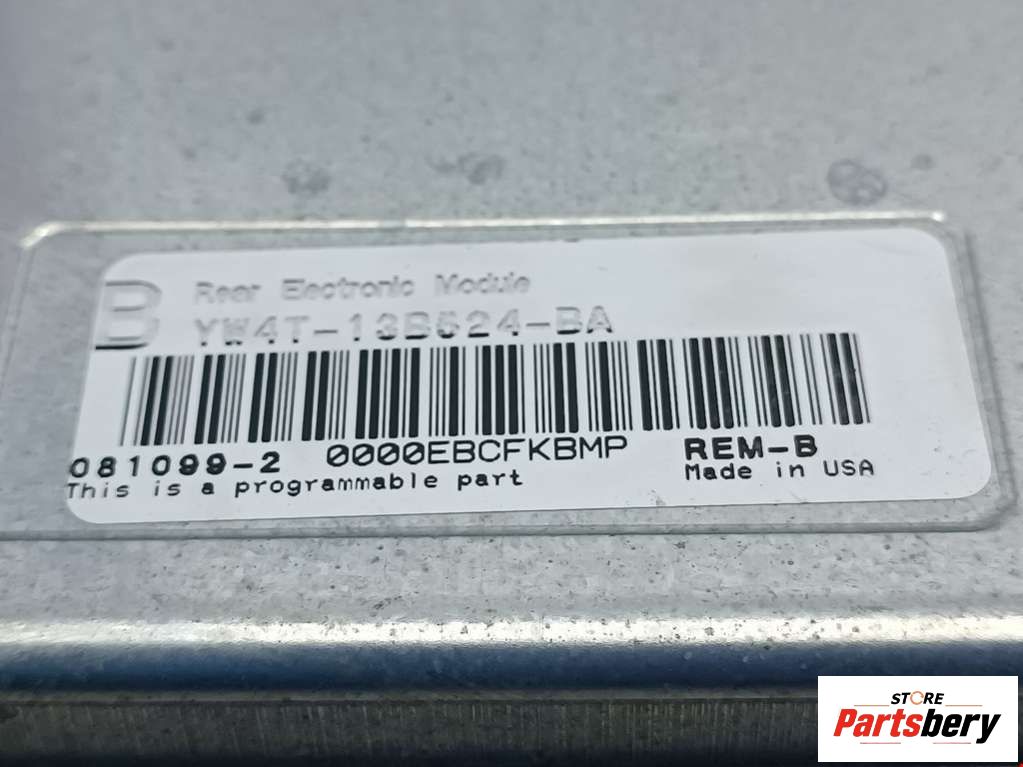 B Rear Electronic Module
YW4T-13B524-BA
081099-2 0000EBCFKBMP REM-B
This is a programmable part Made in USA
STORE
Partsbery